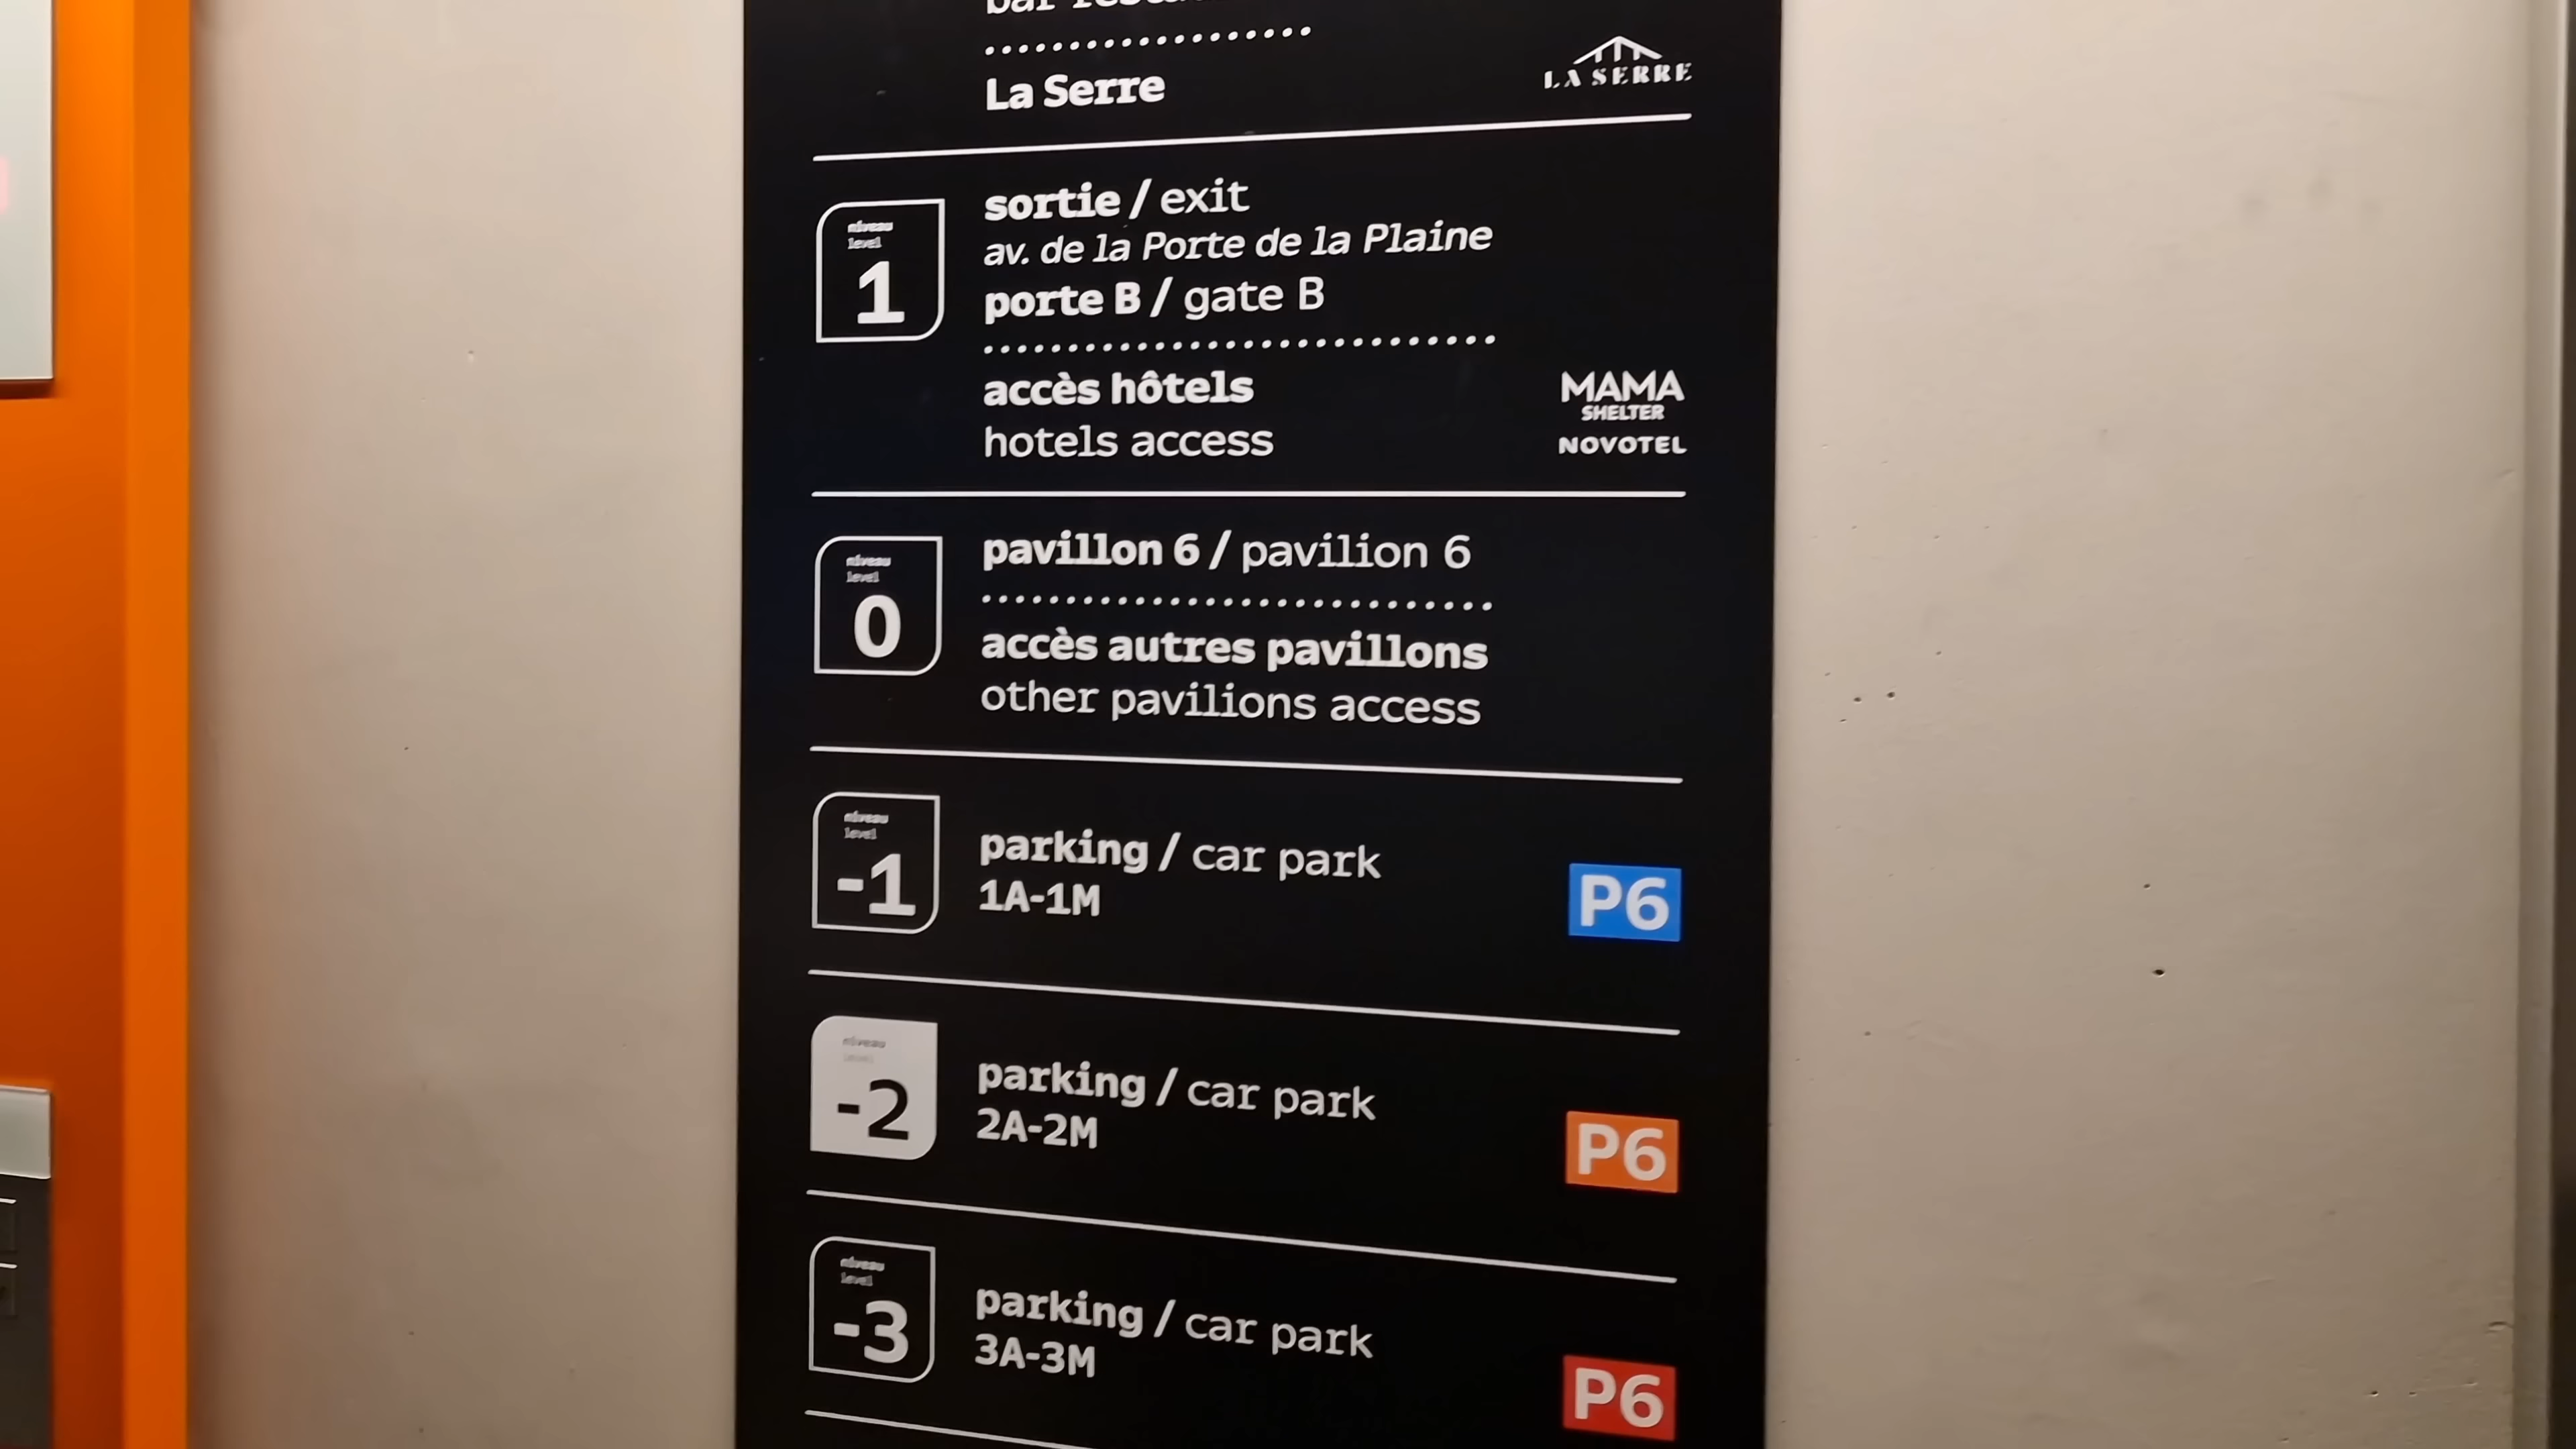 bar
La Serre
LA SERRE
niveau
level
1
sortie / exit
av. de la Porte de la Plaine
porte B / gate B
accès hôtels
hotels access
MAMA
SHELTER
NOVOTEL
niveau
level
0
pavillon 6 / pavilion 6
accès autres pavillons
other pavilions access
niveau
level
-1
parking / car park
1A-1M
P6
niveau
level
-2
parking / car park
2A-2M
P6
niveau
level
-3
parking / car park
3A-3M
P6